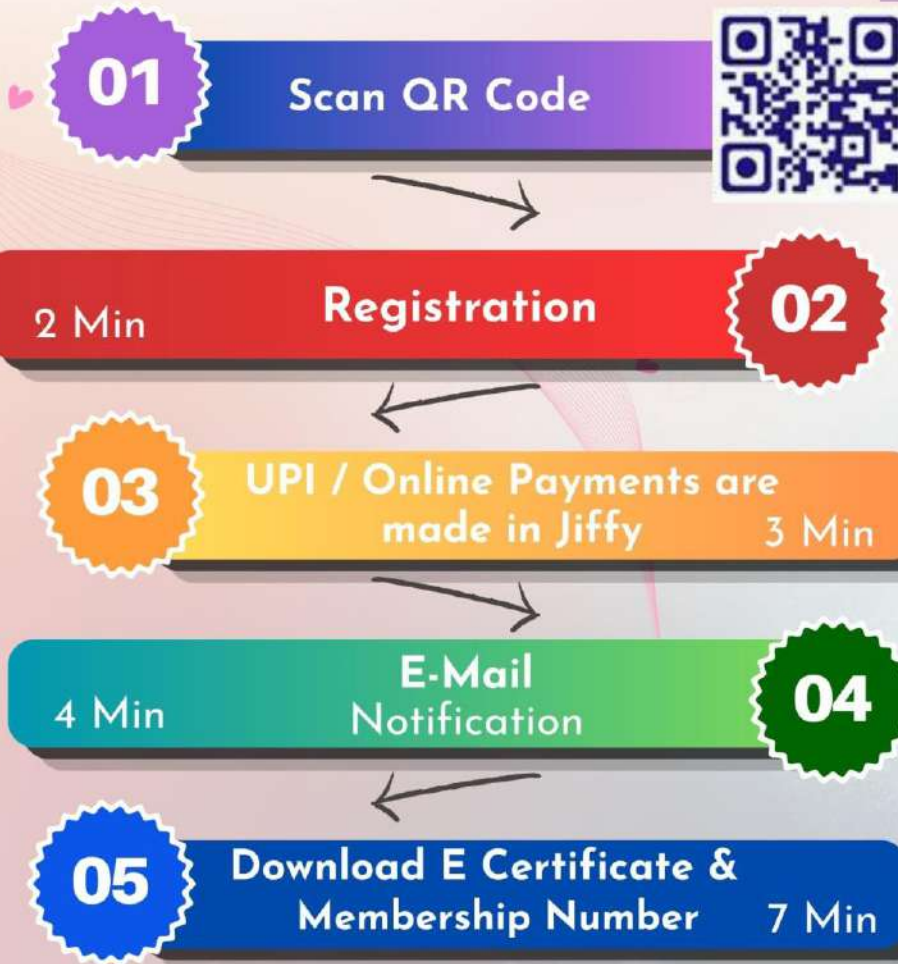 01
Scan QR Code
2 Min
Registration
02
03
UPI / Online Payments are
made in Jiffy
3 Min
4 Min
E-Mail
Notification
04
05
Download E Certificate &
Membership Number
7 Min